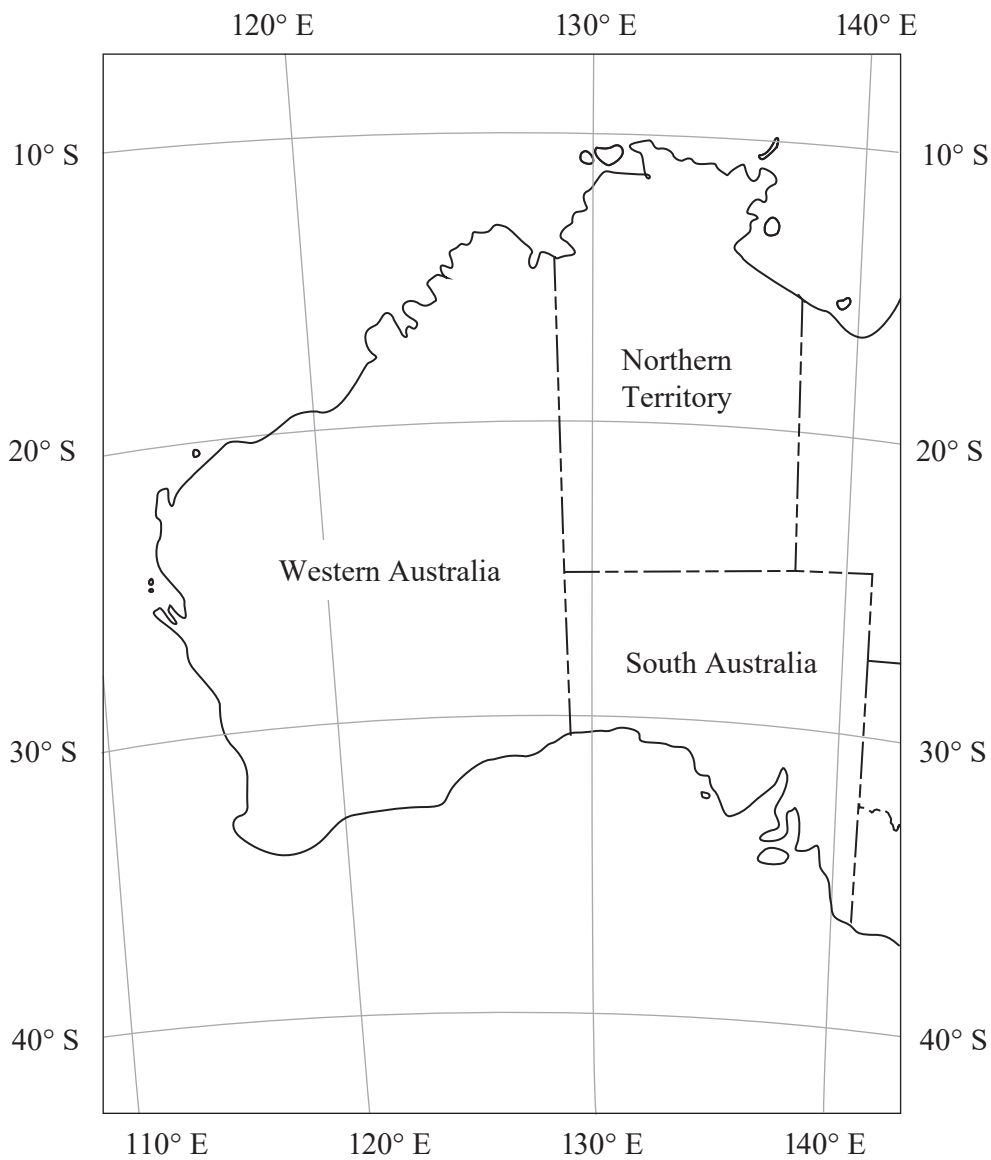 120° E 130° E 140° E
10° S 10° S
Northern
Territory
20° S 20° S
Western Australia
South Australia
30° S 30° S
40° S 40° S
110° E 120° E 130° E 140° E